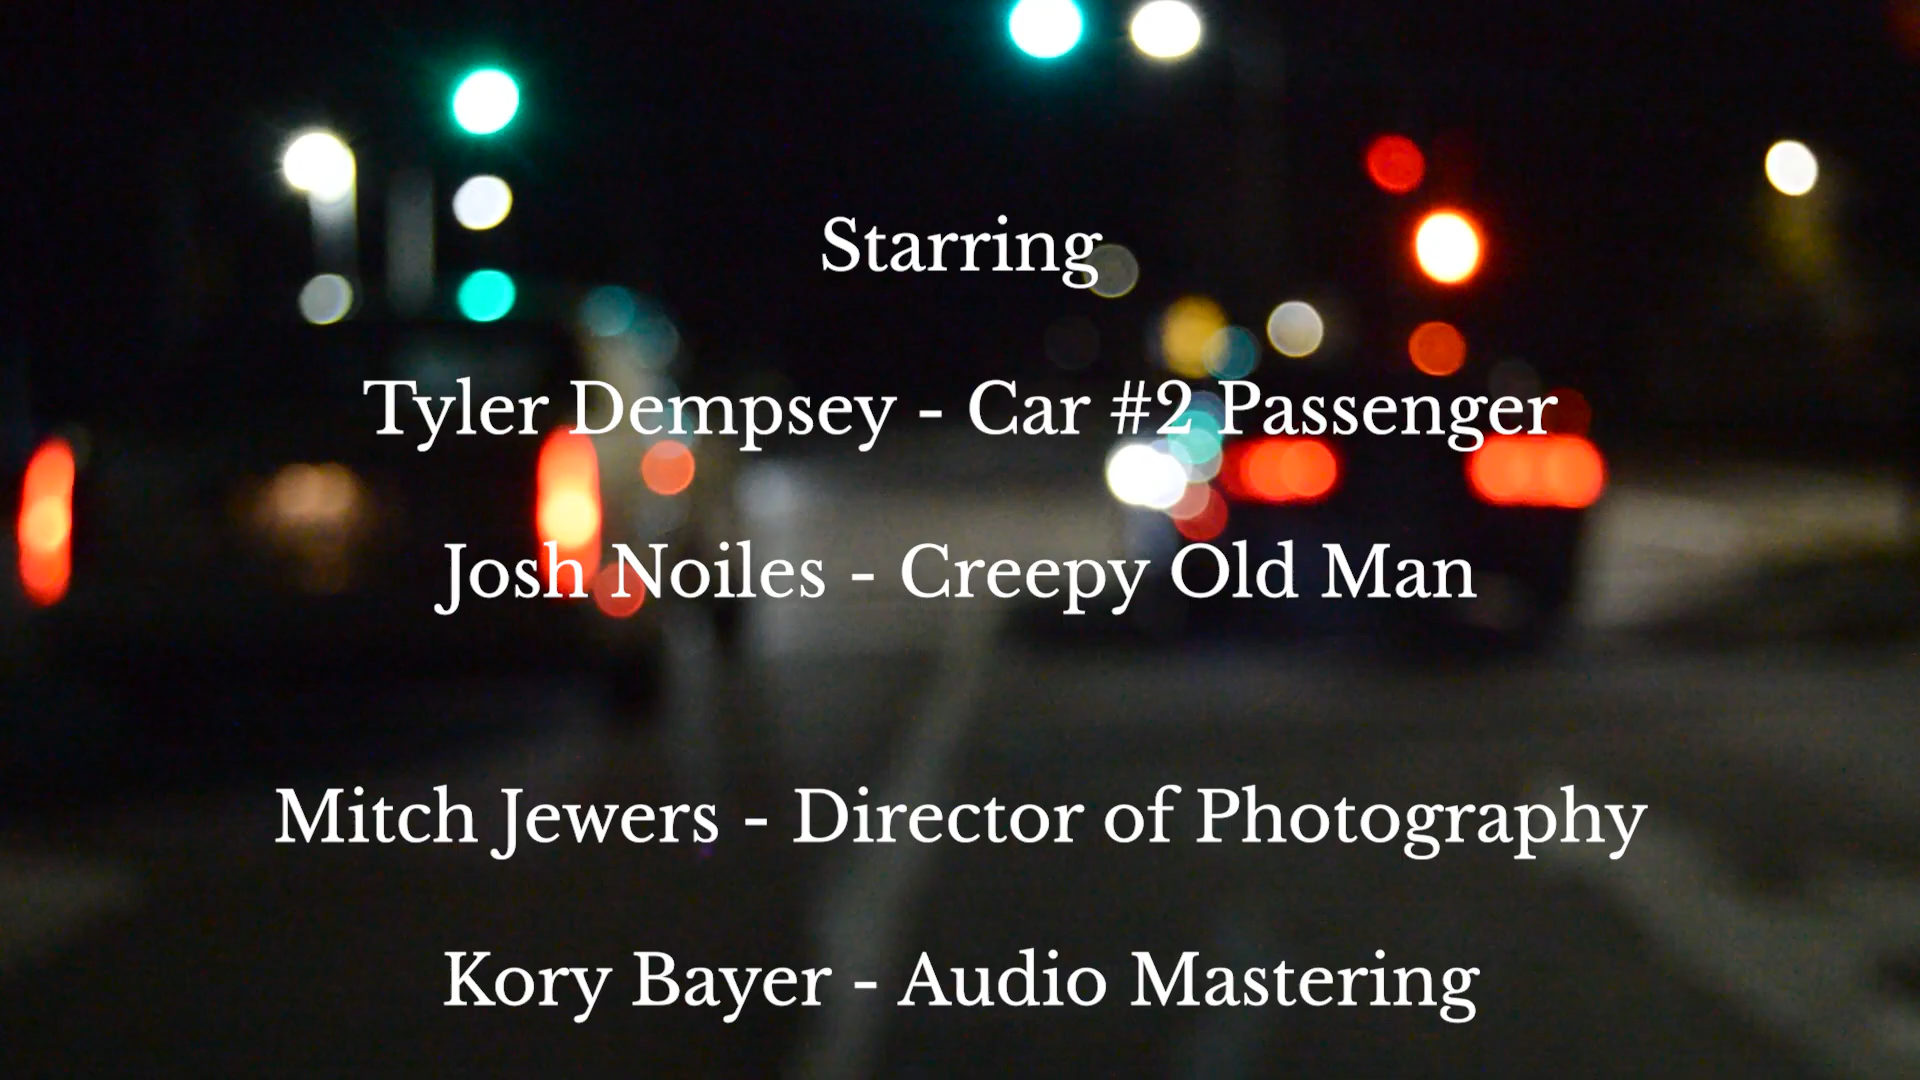 Starring
Tyler Dempsey - Car #2 Passenger
Josh Noiles - Creepy Old Man
Mitch Jewers - Director of Photography
Kory Bayer - Audio Mastering